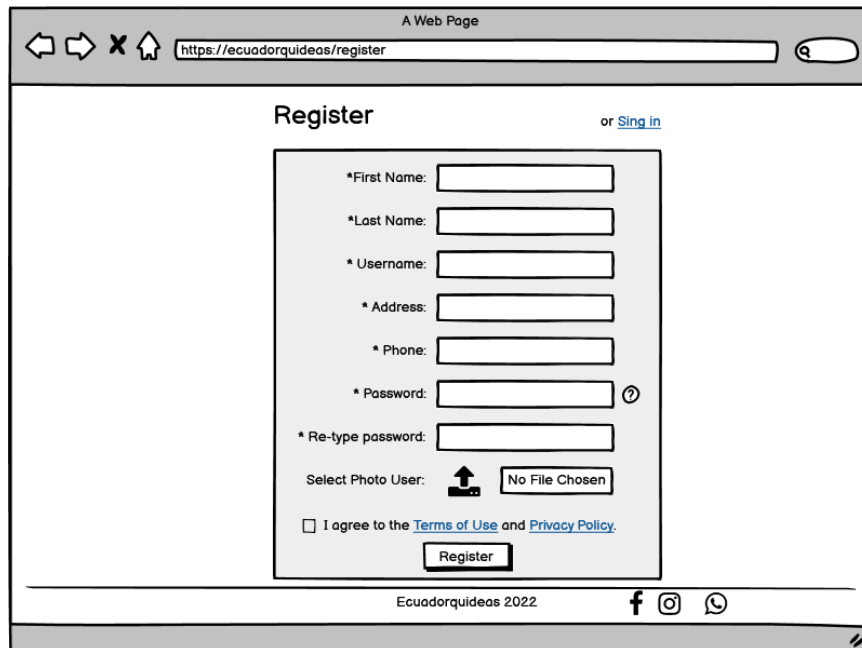 A Web Page
https://ecuadorquideas/register
Register
or Sing in
*First Name:
*Last Name:
* Username:
* Address:
* Phone:
* Password:
?
* Re-type password:
Select Photo User: No File Chosen
I agree to the Terms of Use and Privacy Policy.
Register
Ecuadorquideas 2022